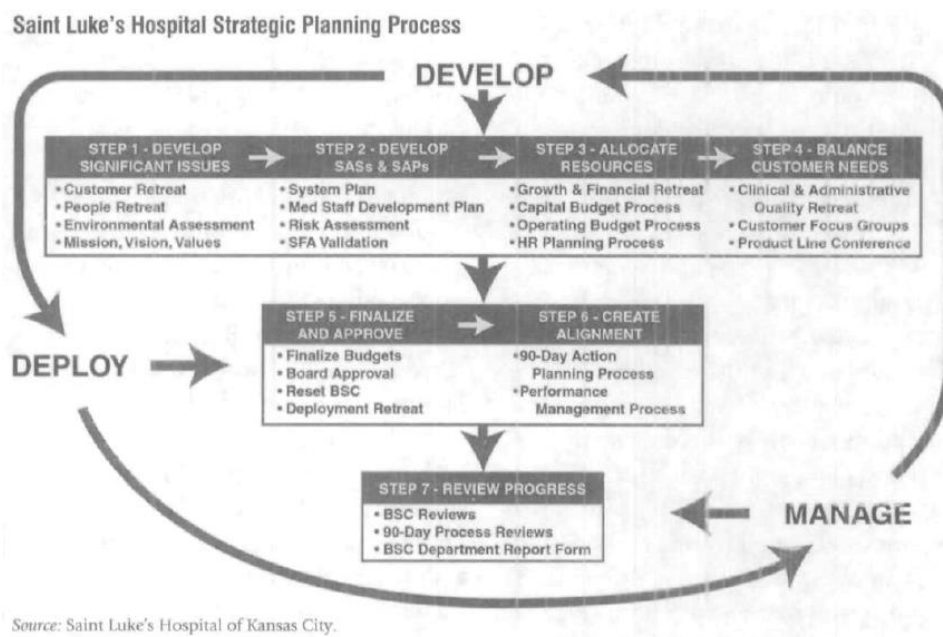 Saint Luke's Hospital Strategic Planning Process
DEVELOP
STEP 1 - DEVELOP
SIGNIFICANT ISSUES
• Customer Retreat
• People Retreat
• Environmental Assessment
• Mission, Vision, Values
STEP 2 - DEVELOP
SASs & SAPs
• System Plan
• Med Staff Development Plan
• Risk Assessment
• SFA Validation
STEP 3 - ALLOCATE
RESOURCES
• Growth & Financial Retreat
• Capital Budget Process
• Operating Budget Process
• HR Planning Process
STEP 4 - BALANCE
CUSTOMER NEEDS
• Clinical & Administrative
Quality Retreat
• Customer Focus Groups
• Product Line Conference
DEPLOY
STEP 5 - FINALIZE
AND APPROVE
• Finalize Budgets
• Board Approval
• Reset BSC
• Deployment Retreat
STEP 6 - CREATE
ALIGNMENT
• 90-Day Action
Planning Process
• Performance
Management Process
STEP 7 - REVIEW PROGRESS
• BSC Reviews
• 90-Day Process Reviews
• BSC Department Report Form
MANAGE
Source: Saint Luke's Hospital of Kansas City.